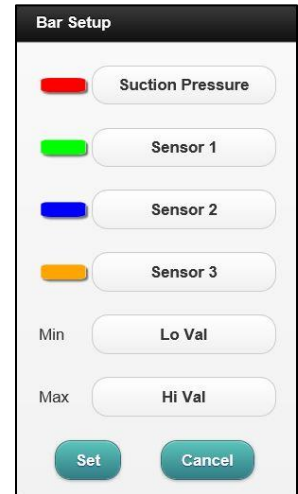 Bar Setup
Suction Pressure
Sensor 1
Sensor 2
Sensor 3
Min Lo Val
Max Hi Val
Set Cancel